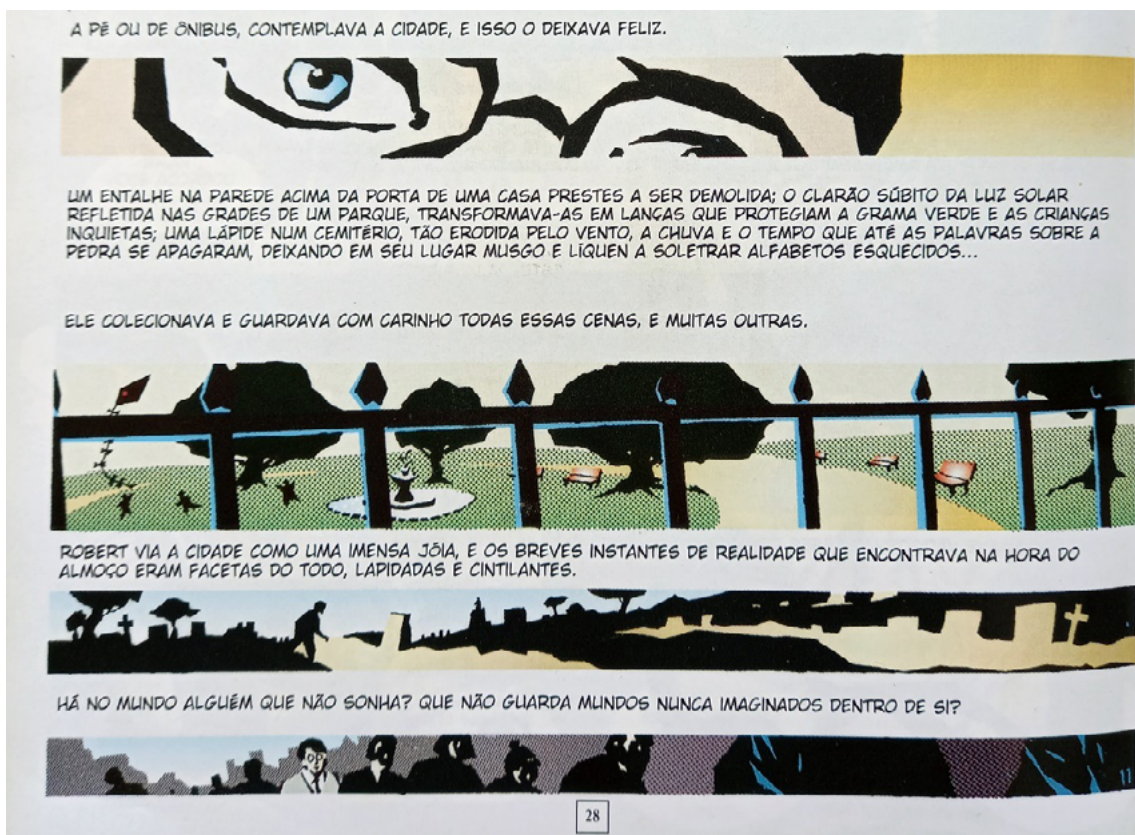 A PÉ OU DE ÔNIBUS, CONTEMPLAVA A CIDADE, E ISSO O DEIXAVA FELIZ.
UM ENTALHE NA PAREDE ACIMA DA PORTA DE UMA CASA PRESTES A SER DEMOLIDA; O CLARÃO SÚBITO DA LUZ SOLAR
REFLETIDA NAS GRADES DE UM PARQUE, TRANSFORMAVA-AS EM LANÇAS QUE PROTEGIAM A GRAMA VERDE E AS CRIANÇAS
INQUIETAS; UMA LÁPIDE NUM CEMITÉRIO, TÃO ERODIDA PELO VENTO, A CHUVA E O TEMPO QUE ATÉ AS PALAVRAS SOBRE A
PEDRA SE APAGARAM, DEIXANDO EM SEU LUGAR MUSGO E LÍQUEN A SOLETRAR ALFABETOS ESQUECIDOS...
ELE COLECIONAVA E GUARDAVA COM CARINHO TODAS ESSAS CENAS, E MUITAS OUTRAS.
ROBERT VIA A CIDADE COMO UMA IMENSA JÓIA, E OS BREVES INSTANTES DE REALIDADE QUE ENCONTRAVA NA HORA DO
ALMOÇO ERAM FACETAS DO TODO, LAPIDADAS E CINTILANTES.
HÁ NO MUNDO ALGUÉM QUE NÃO SONHA? QUE NÃO GUARDA MUNDOS NUNCA IMAGINADOS DENTRO DE SI?
11
28